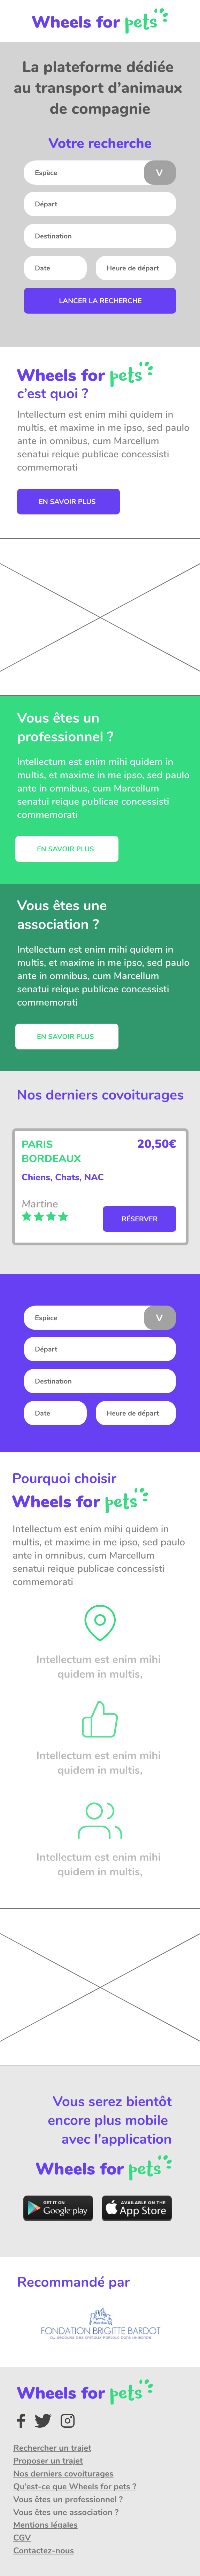 Wheels for pets
La plateforme dédiée
au transport d'animaux
de compagnie
Votre recherche
Espèce V
Départ
Destination
Date Heure de départ
LANCER LA RECHERCHE
Wheels for pets
c'est quoi ?
Intellectum est enim mihi quidem in
multis, et maxime in me ipso, sed paulo
ante in omnibus, cum Marcellum
senatui reique publicae concessisti
commemorati
EN SAVOIR PLUS
Vous êtes un
professionnel ?
Intellectum est enim mihi quidem in
multis, et maxime in me ipso, sed paulo
ante in omnibus, cum Marcellum
senatui reique publicae concessisti
commemorati
EN SAVOIR PLUS
Vous êtes une
association ?
Intellectum est enim mihi quidem in
multis, et maxime in me ipso, sed paulo
ante in omnibus, cum Marcellum
senatui reique publicae concessisti
commemorati
EN SAVOIR PLUS
Nos derniers covoiturages
PARIS 20,50€
BORDEAUX
Chiens, Chats, NAC
Martine
RÉSERVER
Espèce V
Départ
Destination
Date Heure de départ
Pourquoi choisir
Wheels for pets
Intellectum est enim mihi quidem in
multis, et maxime in me ipso, sed paulo
ante in omnibus, cum Marcellum
senatui reique publicae concessisti
commemorati
Intellectum est enim mihi
quidem in multis,
Intellectum est enim mihi
quidem in multis,
Intellectum est enim mihi
quidem in multis,
Vous serez bientôt
encore plus mobile
avec l'application
Wheels for pets
GET IT ON
Google play
AVAILABLE ON THE
App Store
Recommandé par
FONDATION BRIGITTE BARDOT
Wheels for pets
Rechercher un trajet
Proposer un trajet
Nos derniers covoiturages
Qu'est-ce que Wheels for pets ?
Vous êtes un professionnel ?
Vous êtes une association ?
Mentions légales
CGV
Contactez-nous